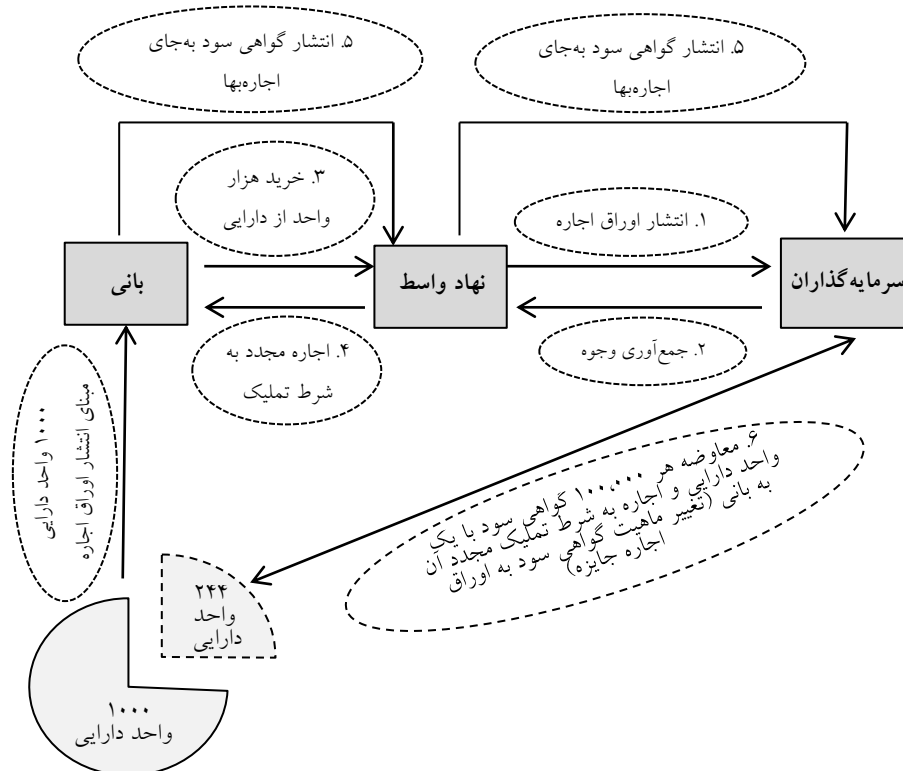 ۵. انتشار گواهی سود به‌جای
اجاره‌بها
۵. انتشار گواهی سود به‌جای
اجاره‌بها
۳. خرید هزار
واحد از دارایی
۱. انتشار اوراق اجاره
سرمایه‌گذاران
نهاد واسط
بانی
۲. جمع‌آوری وجوه
۴. اجاره مجدد به
شرط تملیک
۱۰۰۰ واحد دارایی
مبنای انتشار اوراق اجاره
۶. معاوضه هر ۱۰۰,۰۰۰ گواهی سود با یک
واحد دارایی و اجاره به شرط تملیک مجدد آن
به بانی (تغییر ماهیت گواهی سود به اوراق
اجاره جایزه)
۲۴۴
واحد
دارایی
۱۰۰۰
واحد دارایی